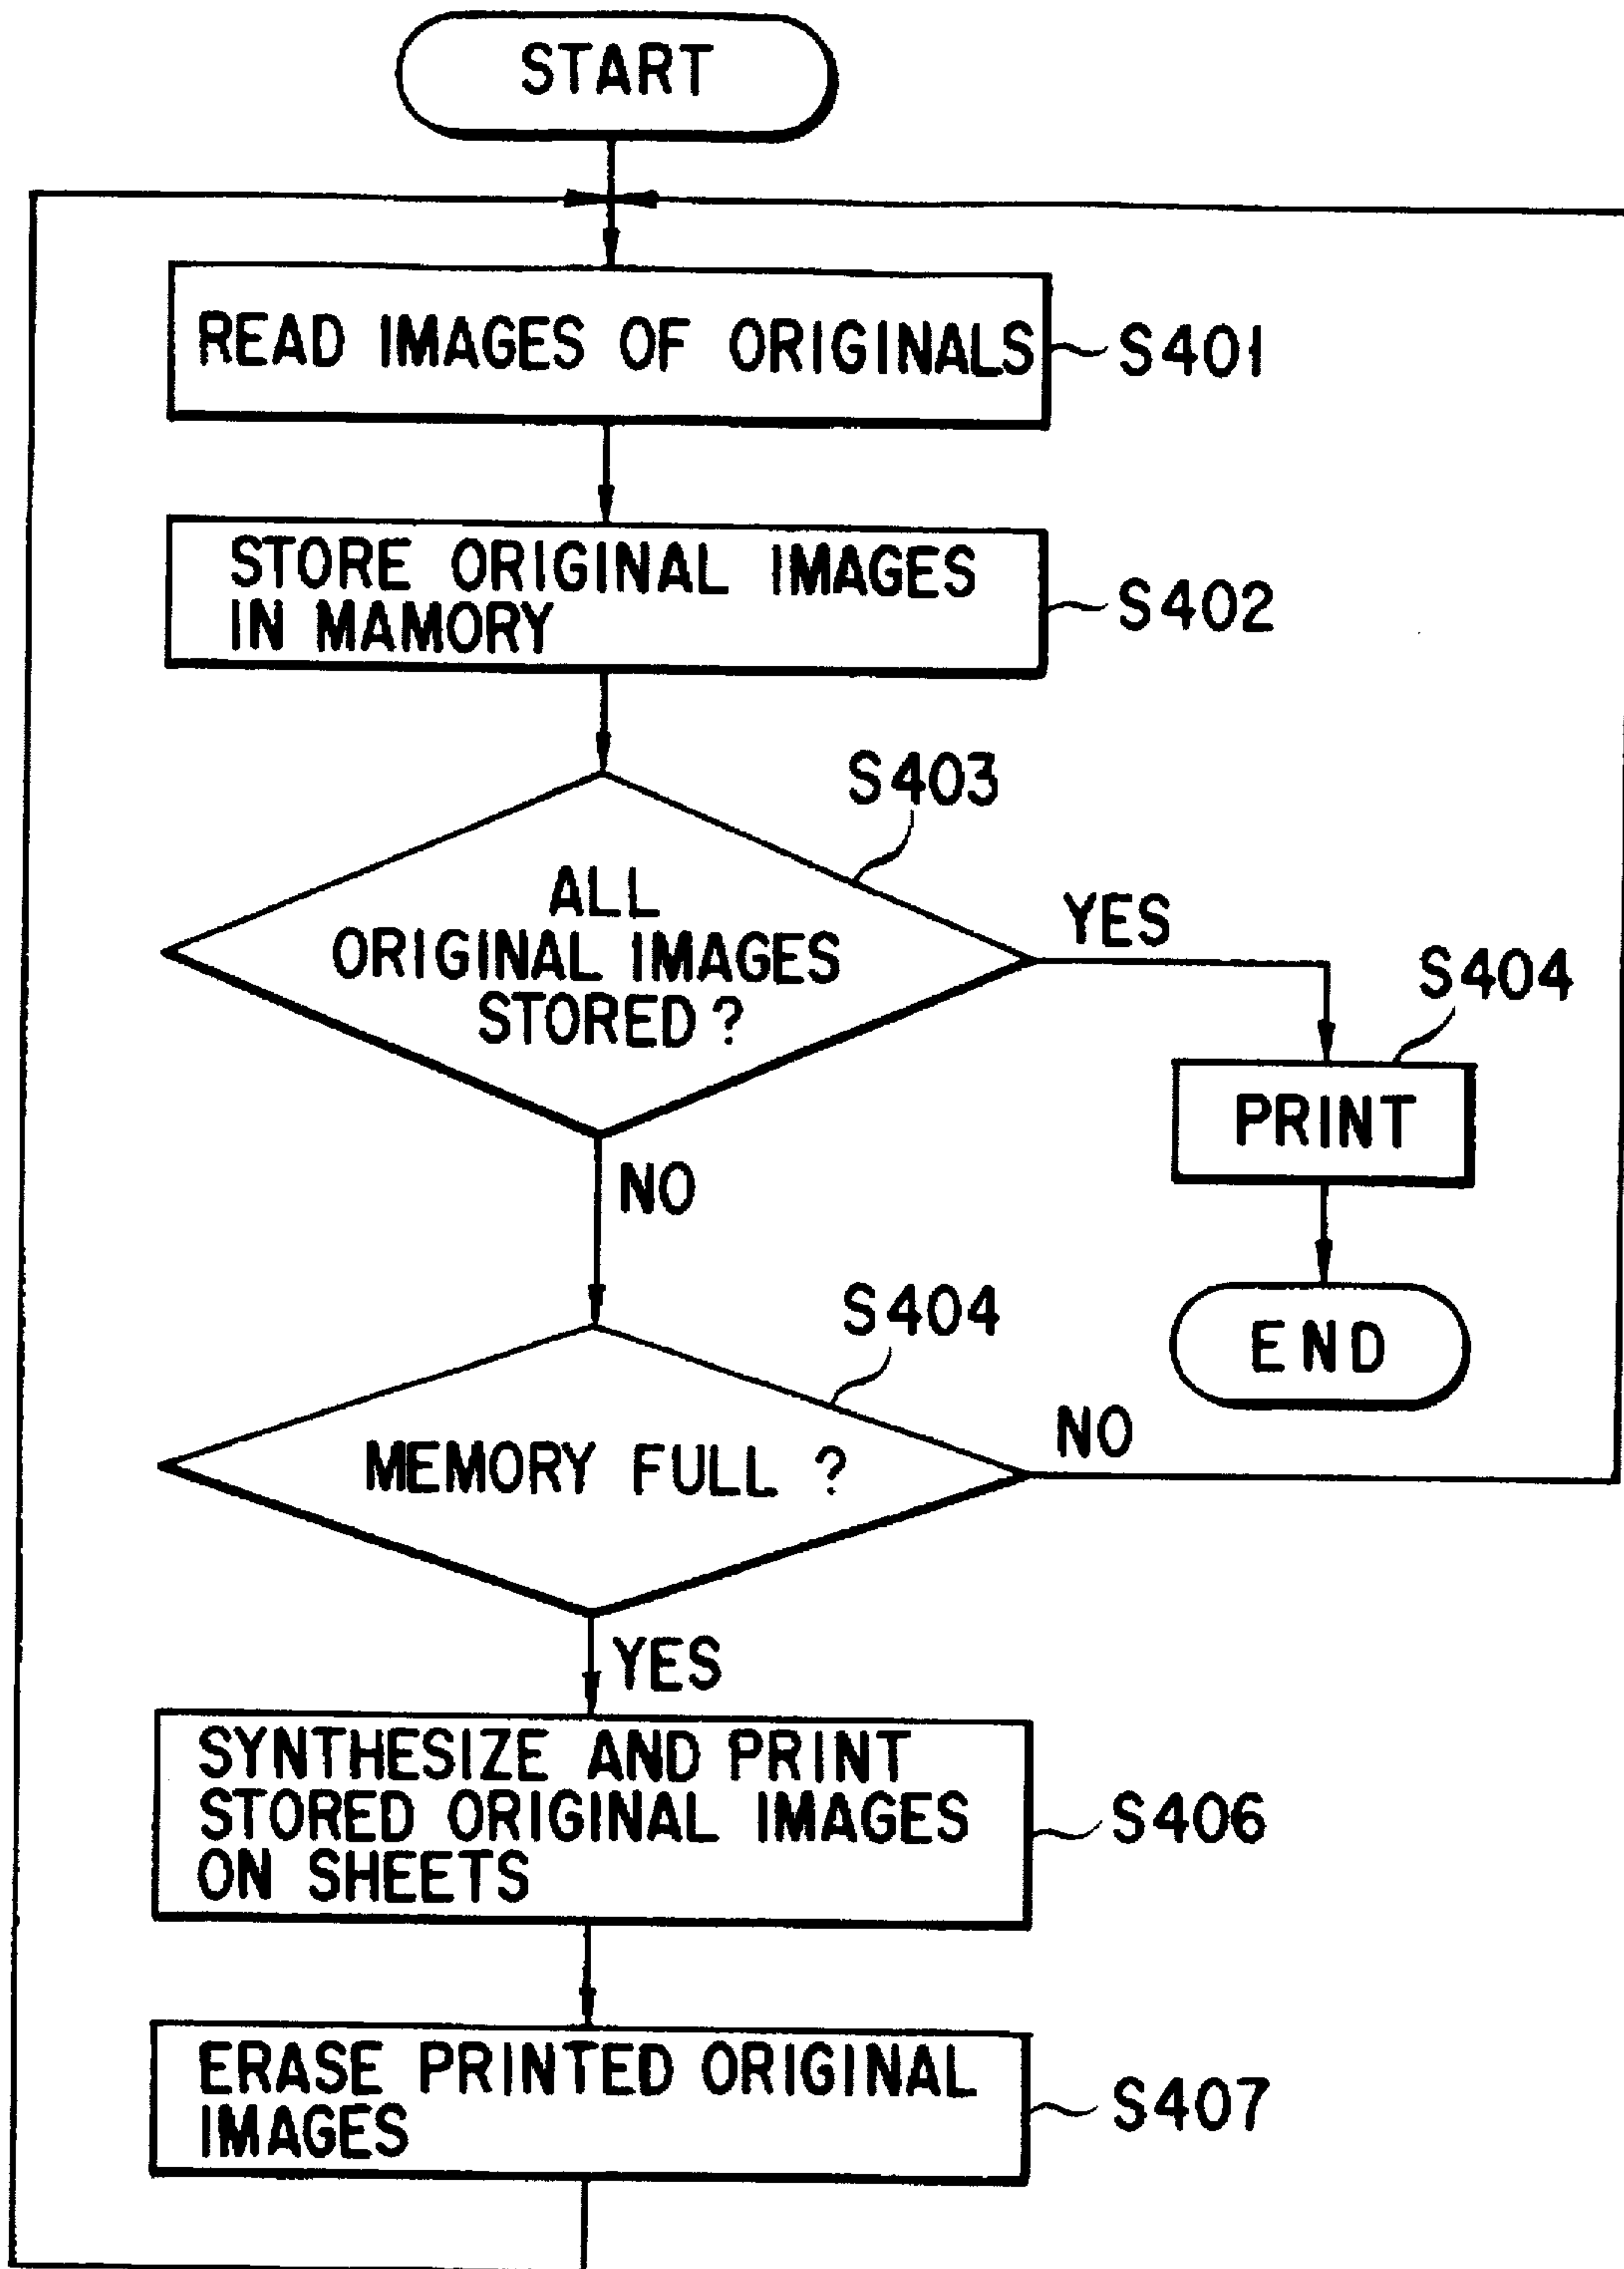 START
READ IMAGES OF ORIGINALS
S401
STORE ORIGINAL IMAGES
IN MAMORY
S402
S403
ALL
ORIGINAL IMAGES
STORED ?
YES
S404
PRINT
NO
END
S404
MEMORY FULL ?
NO
YES
SYNTHESIZE AND PRINT
STORED ORIGINAL IMAGES
ON SHEETS
S406
ERASE PRINTED ORIGINAL
IMAGES
S407